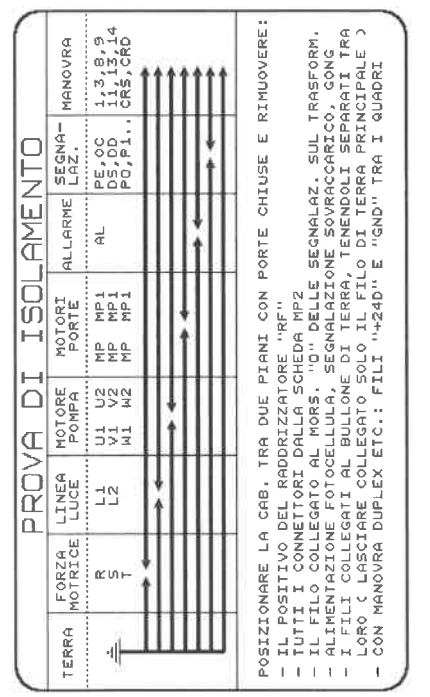 PROVA DI ISOLAMENTO
TERRA
FORZA MOTRICE
LINEA LUCE
MOTORE POMPA
MOTORI PORTE
ALLARME
SEGNA- LAZ.
MANOVRA
R
S
T
L1
L2
U1 U2
V1 V2
W1 W2
MP MP1
MP MP1
MP MP1
AL
PE,OC
DS,DD
PO,P1..
1,3,8,9
11,13,14
CRS,CRD
POSIZIONARE LA CAB. TRA DUE PIANI CON PORTE CHIUSE E RIMUOVERE:
- IL POSITIVO DEL RADDRIZZATORE "RF"
- TUTTI I CONNETTORI DALLA SCHEDA MP2
- IL FILO COLLEGATO AL MORS. "0" DELLE SEGNALAZ. SUL TRASFORM.
ALIMENTAZIONE FOTOCELLULA, SEGNALAZIONE SOVRACCARICO, GONG
- I FILI COLLEGATI AL BULLONE DI TERRA, TENENDOLI SEPARATI TRA
LORO ( LASCIARE COLLEGATO SOLO IL FILO DI TERRA PRINCIPALE )
- CON MANOVRA DUPLEX ETC.: FILI "+24D" E "GND" TRA I QUADRI